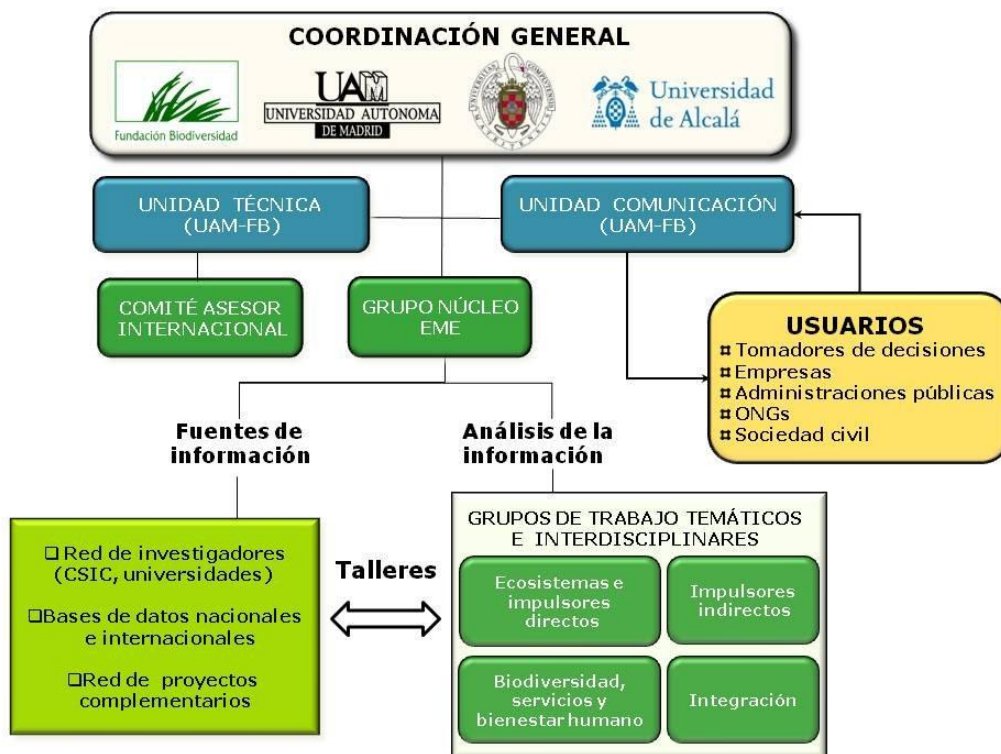 COORDINACIÓN GENERAL
Fundación Biodiversidad
UAM
UNIVERSIDAD AUTONOMA
DE MADRID
Universidad
de Alcalá
UNIDAD TÉCNICA
(UAM-FB)
UNIDAD COMUNICACIÓN
(UAM-FB)
COMITÉ ASESOR
INTERNACIONAL
GRUPO NÚCLEO
EME
USUARIOS
Tomadores de decisiones
Empresas
Administraciones públicas
ONGs
Sociedad civil
Fuentes de
información
Análisis de la
información
Red de investigadores
(CSIC, universidades)
Bases de datos nacionales
e internacionales
Red de proyectos
complementarios
Talleres
GRUPOS DE TRABAJO TEMÁTICOS
E INTERDISCIPLINARES
Ecosistemas e
impulsores
directos
Impulsores
indirectos
Biodiversidad,
servicios y
bienestar humano
Integración